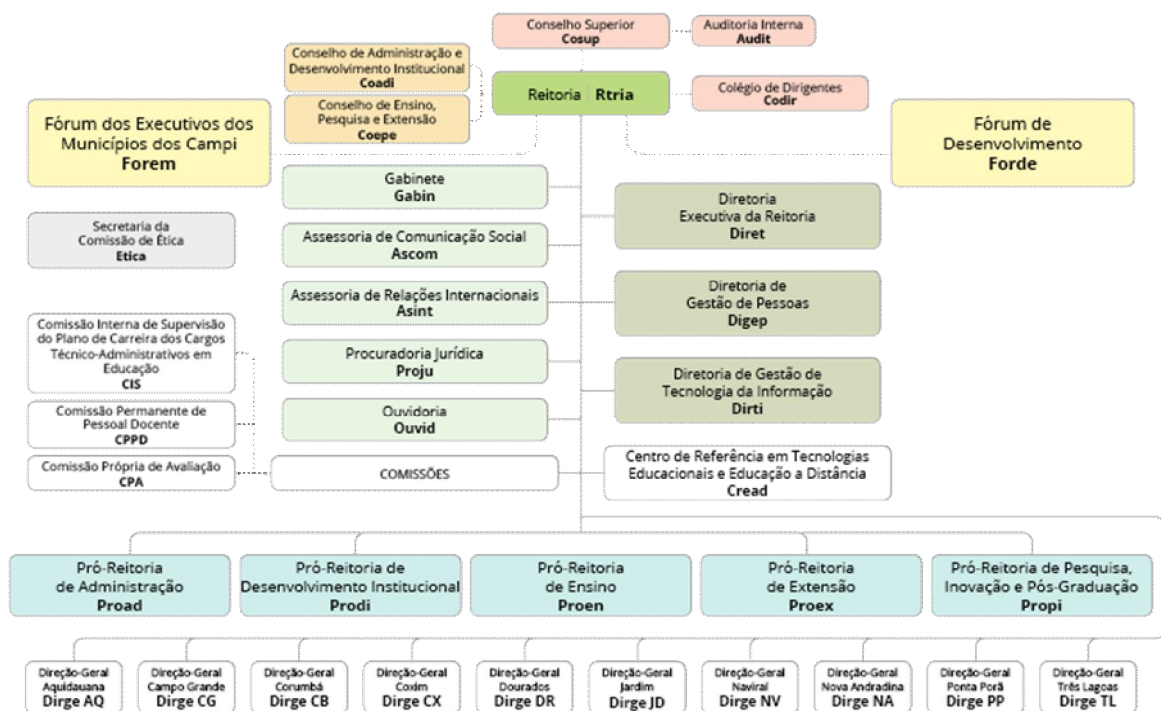 Conselho Superior
Cosup
Auditoria Interna
Audit
Conselho de Administração e
Desenvolvimento Institucional
Coadi
Reitoria | Rtria
Colégio de Dirigentes
Codir
Conselho de Ensino,
Pesquisa e Extensão
Coepe
Fórum dos Executivos dos
Municípios dos Campi
Forem
Fórum de
Desenvolvimento
Forde
Gabinete
Gabin
Diretoria
Executiva da Reitoria
Diret
Secretaria da
Comissão de Ética
Etica
Assessoria de Comunicação Social
Ascom
Assessoria de Relações Internacionais
Asint
Diretoria de
Gestão de Pessoas
Digep
Comissão Interna de Supervisão
do Plano de Carreira dos Cargos
Técnico-Administrativos em
Educação
CIS
Procuradoria Jurídica
Proju
Diretoria de Gestão de
Tecnologia da Informação
Dirti
Comissão Permanente de
Pessoal Docente
CPPD
Ouvidoria
Ouvid
Comissão Própria de Avaliação
CPA
COMISSÕES
Centro de Referência em Tecnologias
Educacionais e Educação a Distância
Cread
Pró-Reitoria
de Administração
Proad
Pró-Reitoria de
Desenvolvimento Institucional
Prodi
Pró-Reitoria
de Ensino
Proen
Pró-Reitoria
de Extensão
Proex
Pró-Reitoria de Pesquisa,
Inovação e Pós-Graduação
Propi
Direção-Geral
Aquidauana
Dirge AQ
Direção-Geral
Campo Grande
Dirge CG
Direção-Geral
Corumbá
Dirge CB
Direção-Geral
Coxim
Dirge CX
Direção-Geral
Dourados
Dirge DR
Direção-Geral
Jardim
Dirge JD
Direção-Geral
Naviraí
Dirge NV
Direção-Geral
Nova Andradina
Dirge NA
Direção-Geral
Ponta Porã
Dirge PP
Direção-Geral
Três Lagoas
Dirge TL